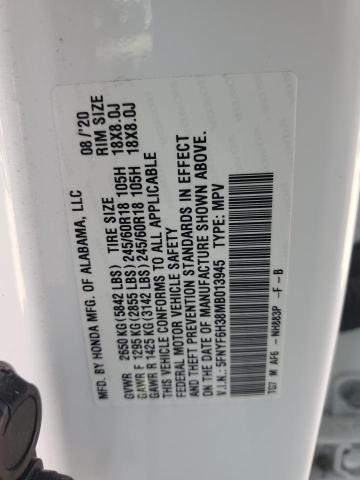 MFD. BY HONDA MFG. OF ALABAMA, LLC 08/'20
TIRE SIZE RIM SIZE
GVWR 2650 KG(5842 LBS)
GAWR F 1295 KG(2855 LBS) 245/60R18 105H 18X8.0J
GAWR R 1425 KG(3142 LBS) 245/60R18 105H 18X8.0J
THIS VEHICLE CONFORMS TO ALL APPLICABLE
FEDERAL MOTOR VEHICLE SAFETY
AND THEFT PREVENTION STANDARDS IN EFFECT
ON THE DATE OF MANUFACTURE SHOWN ABOVE.
V.I.N.: 5FNYF6H38MB013945 TYPE: MPV
TG7 M AF6 -NH883P -F -B